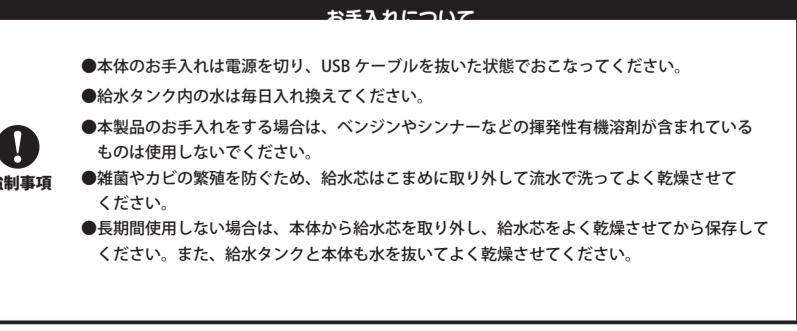 お手入れについて
●本体のお手入れは電源を切り、USB ケーブルを抜いた状態でおこなってください。
●給水タンク内の水は毎日入れ換えてください。
●本製品のお手入れをする場合は、ベンジンやシンナーなどの揮発性有機溶剤が含まれている
ものは使用しないでください。
強制事項
●雑菌やカビの繁殖を防ぐため、給水芯はこまめに取り外して流水で洗ってよく乾燥させて
ください。
●長期間使用しない場合は、本体から給水芯を取り外し、給水芯をよく乾燥させてから保存して
ください。また、給水タンクと本体も水を抜いてよく乾燥させてください。